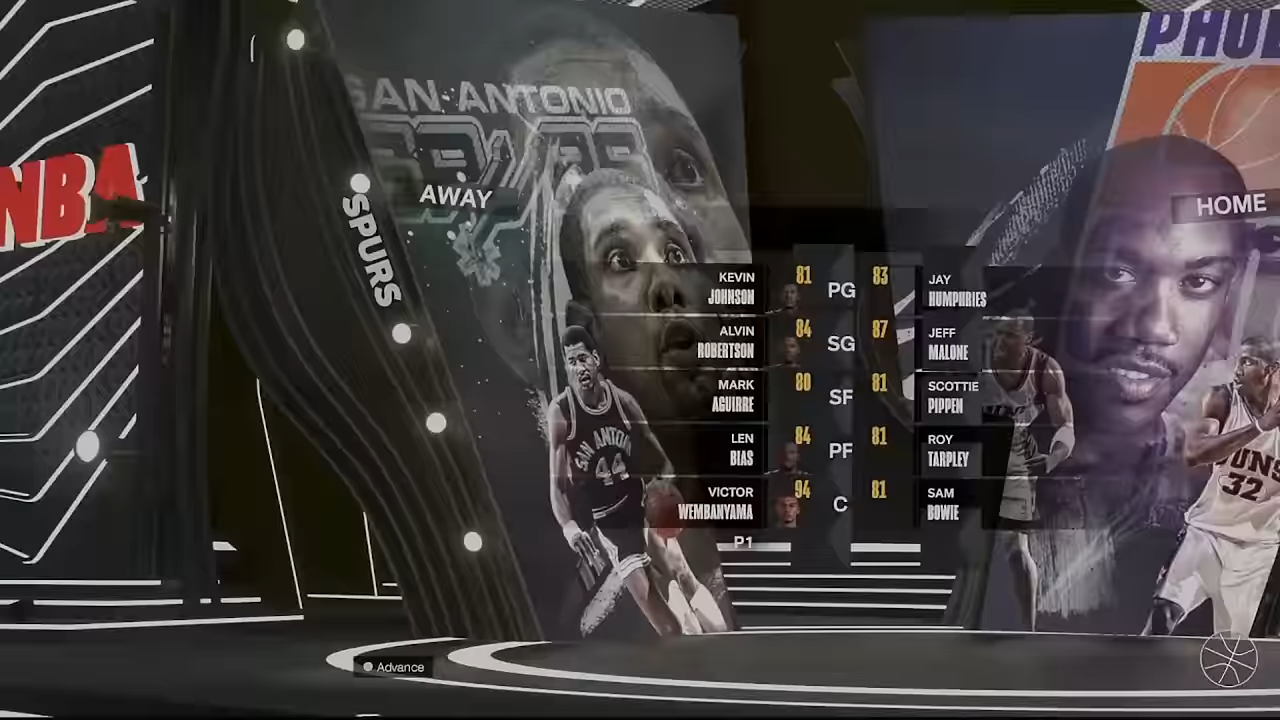 NBA
SAN ANTONIO
SPURS
AWAY
HOME
KEVIN
JOHNSON
81
PG
83
JAY
HUMPHRIES
ALVIN
ROBERTSON
84
SG
87
JEFF
MALONE
MARK
AGUIRRE
80
SF
81
SCOTTIE
PIPPEN
LEN
BIAS
84
PF
81
ROY
TARPLEY
VICTOR
WEMBANYAMA
94
C
81
SAM
BOWIE
P1
SAN ANTONIO
44
32
Advance